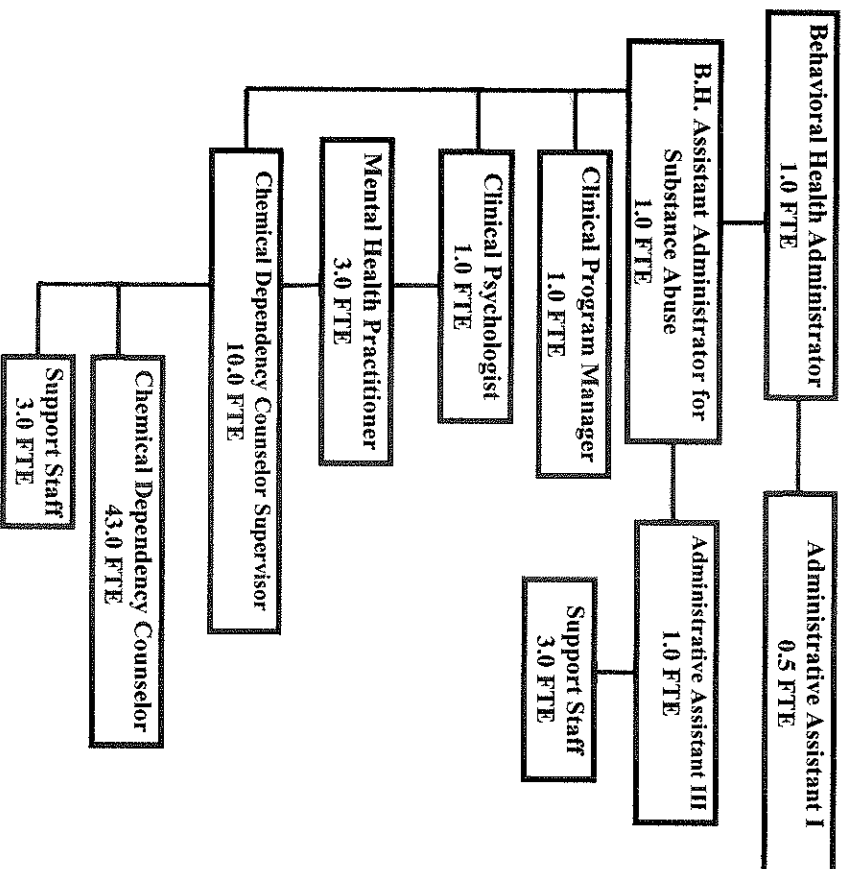 Behavioral Health Administrator
1.0 FTE
Administrative Assistant I
0.5 FTE
B.H. Assistant Administrator for
Substance Abuse
1.0 FTE
Administrative Assistant III
1.0 FTE
Support Staff
3.0 FTE
Clinical Program Manager
1.0 FTE
Clinical Psychologist
1.0 FTE
Mental Health Practitioner
3.0 FTE
Chemical Dependency Counselor Supervisor
10.0 FTE
Chemical Dependency Counselor
43.0 FTE
Support Staff
3.0 FTE